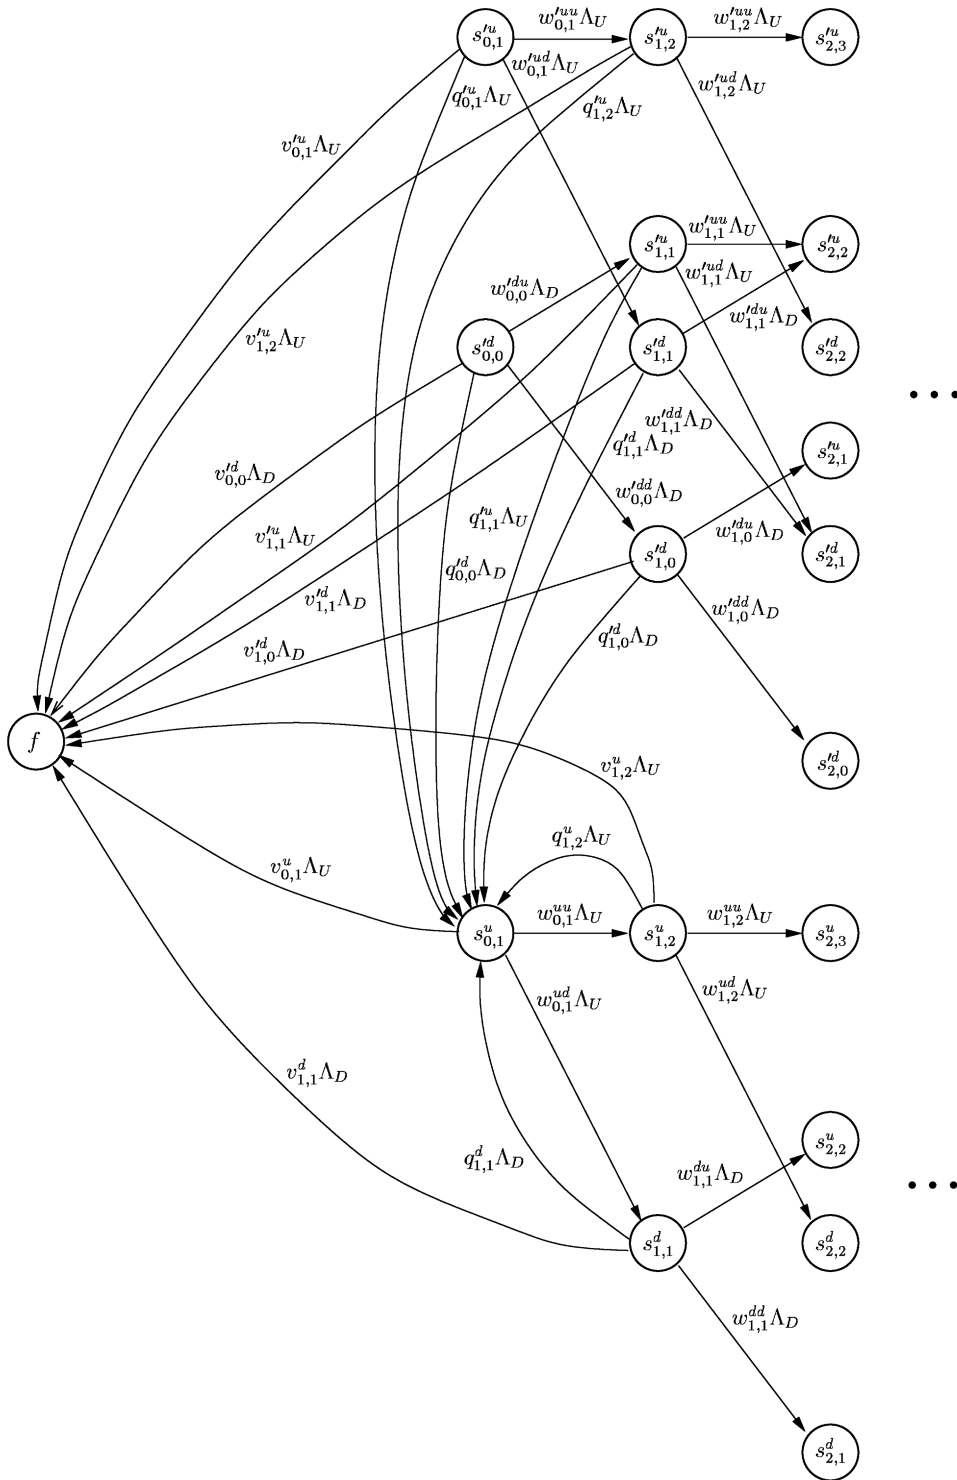 s′^u_{0,1} w′^{uu}_{0,1}Λ_U s′^u_{1,2} w′^{uu}_{1,2}Λ_U s′^u_{2,3}
w′^{ud}_{0,1}Λ_U
q′^u_{0,1}Λ_U q′^u_{1,2}Λ_U w′^{ud}_{1,2}Λ_U
v′^u_{0,1}Λ_U
s′^u_{1,1} w′^{uu}_{1,1}Λ_U s′^u_{2,2}
w′^{ud}_{1,1}Λ_U
w′^{du}_{0,0}Λ_D w′^{du}_{1,1}Λ_D
v′^u_{1,2}Λ_U s′^d_{0,0} s′^d_{1,1} s′^d_{2,2}
...
w′^{dd}_{1,1}Λ_D
q′^d_{1,1}Λ_D s′^u_{2,1}
v′^d_{0,0}Λ_D w′^{dd}_{0,0}Λ_D
q′^u_{1,1}Λ_U
v′^u_{1,1}Λ_U w′^{du}_{1,0}Λ_D
q′^d_{0,0}Λ_D s′^d_{1,0} s′^d_{2,1}
v′^d_{1,1}Λ_D w′^{dd}_{1,0}Λ_D
v′^d_{1,0}Λ_D q′^d_{1,0}Λ_D
f
v^u_{1,2}Λ_U s′^d_{2,0}
q^u_{1,2}Λ_U
v^u_{0,1}Λ_U
w^{uu}_{0,1}Λ_U w^{uu}_{1,2}Λ_U
s^u_{0,1} s^u_{1,2} s^u_{2,3}
w^{ud}_{0,1}Λ_U w^{ud}_{1,2}Λ_U
v^d_{1,1}Λ_D
s^u_{2,2}
q^d_{1,1}Λ_D w^{du}_{1,1}Λ_D
...
s^d_{1,1} s^d_{2,2}
w^{dd}_{1,1}Λ_D
s^d_{2,1}